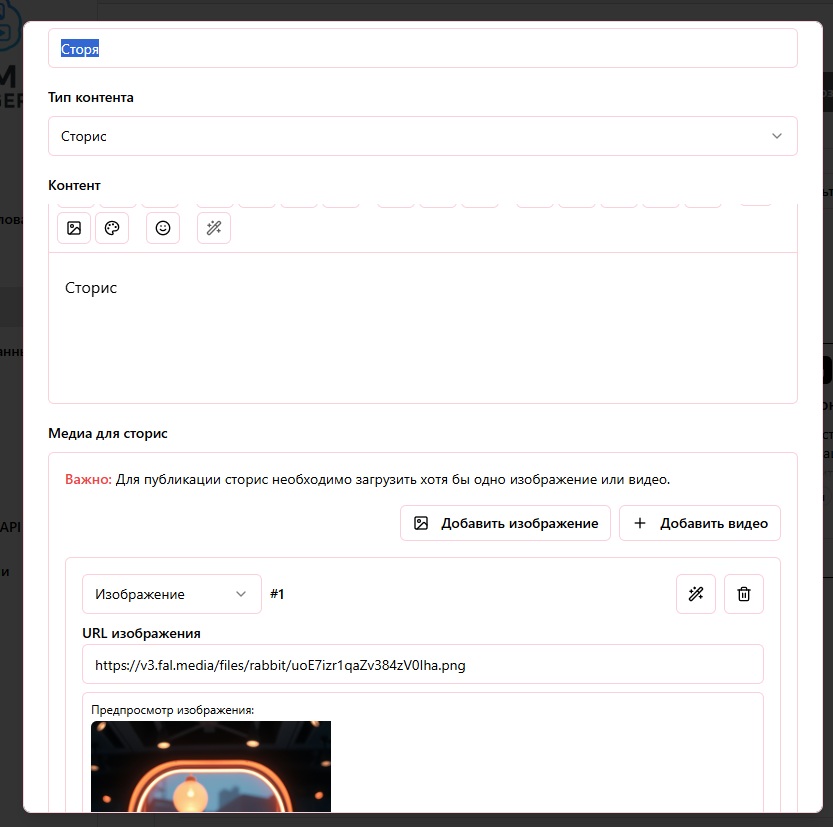 Сторя
Тип контента
Сторис
Контент
Сторис
Медиа для сторис
Важно: Для публикации сторис необходимо загрузить хотя бы одно изображение или видео.
Добавить изображение
Добавить видео
Изображение #1
URL изображения
https://v3.fal.media/files/rabbit/uoE7izr1qaZv384zV0Iha.png
Предпросмотр изображения:
API